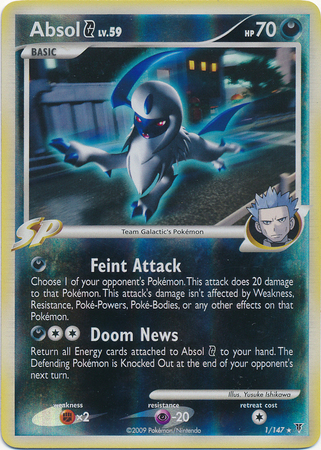 Absol G LV.59
HP 70
BASIC
Team Galactic's Pokémon
SP
Feint Attack
Choose 1 of your opponent's Pokémon. This attack does 20 damage
to that Pokémon. This attack's damage isn't affected by Weakness,
Resistance, Poké-Powers, Poké-Bodies, or any other effects on that
Pokémon.
Doom News
Return all Energy cards attached to Absol G to your hand. The
Defending Pokémon is Knocked Out at the end of your opponent's
next turn.
Illus. Yusuke Ishikawa
weakness
resistance
retreat cost
×2
-20
©2009 Pokémon/Nintendo
1/147 ★